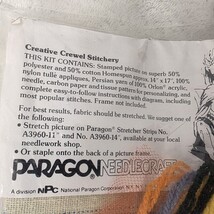 Creative Crewel Stitchery
THIS KIT CONTAINS: Stamped picture on superb 50%
polyester and 50% cotton Homespun approx. 14" x 17", 100%
nylon tulle appliques, Persian yarn of 100% Orlon* acrylic,
needle, carbon paper and tissue pattern for personalizing, and
complete, easy-to-follow instructions and diagrams, including
most popular stitches. Frame not included.
For best results, fabric should be stretched. We suggest one of the
following:
• Stretch picture on Paragon® Stretcher Strips No.
A3960-11" and No. A3960-14", available at your local
needlework shop.
• Or staple onto the back of a picture frame.
PARAGON NEEDLECRAFT
A division NPC National Paragon Corporation